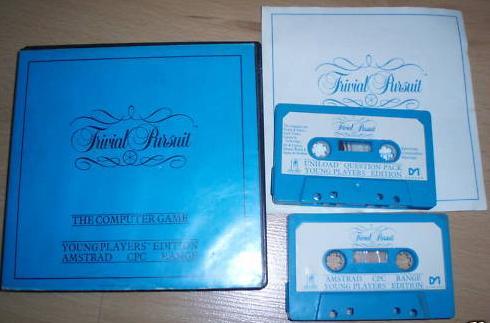 Trivial Pursuit
THE COMPUTER GAME
YOUNG PLAYERS' EDITION
AMSTRAD CPC RANGE
Trivial Pursuit
Trivial Pursuit
UNILOAD QUESTION PACK
YOUNG PLAYERS EDITION
Trivial Pursuit
AMSTRAD CPC RANGE
YOUNG PLAYERS EDITION